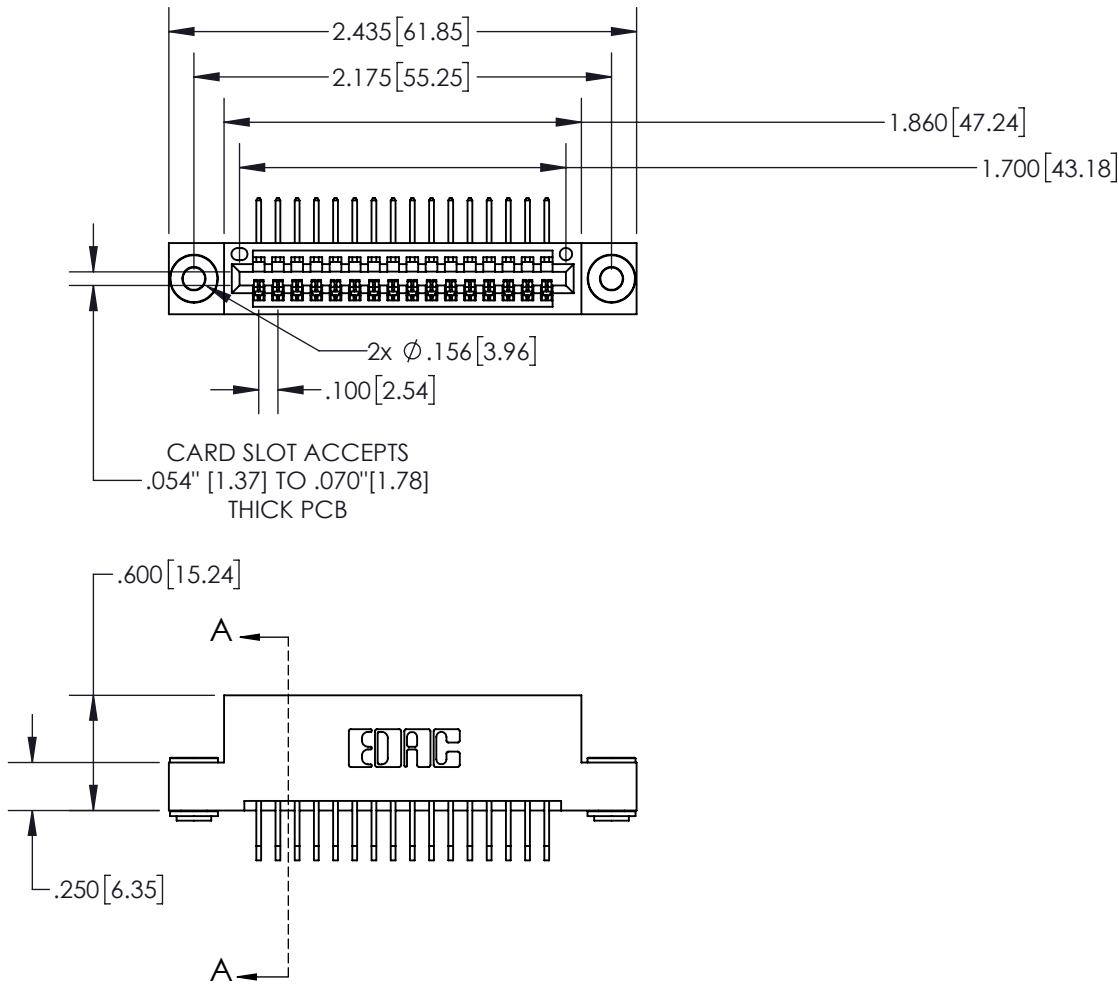 2.435[61.85]
2.175[55.25]
1.860[47.24]
1.700[43.18]
2x Ø.156[3.96]
.100[2.54]
CARD SLOT ACCEPTS
.054" [1.37] TO .070"[1.78]
THICK PCB
.600[15.24]
A
EDAC
.250[6.35]
A